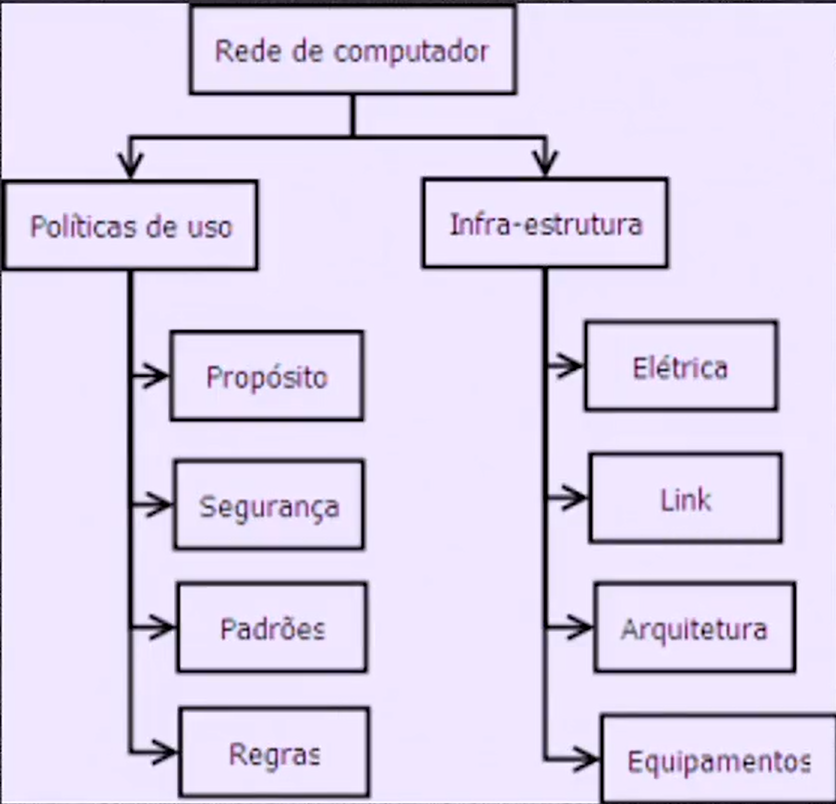 Rede de computador
Políticas de uso
Infra-estrutura
Propósito
Segurança
Padrões
Regras
Elétrica
Link
Arquitetura
Equipamentos